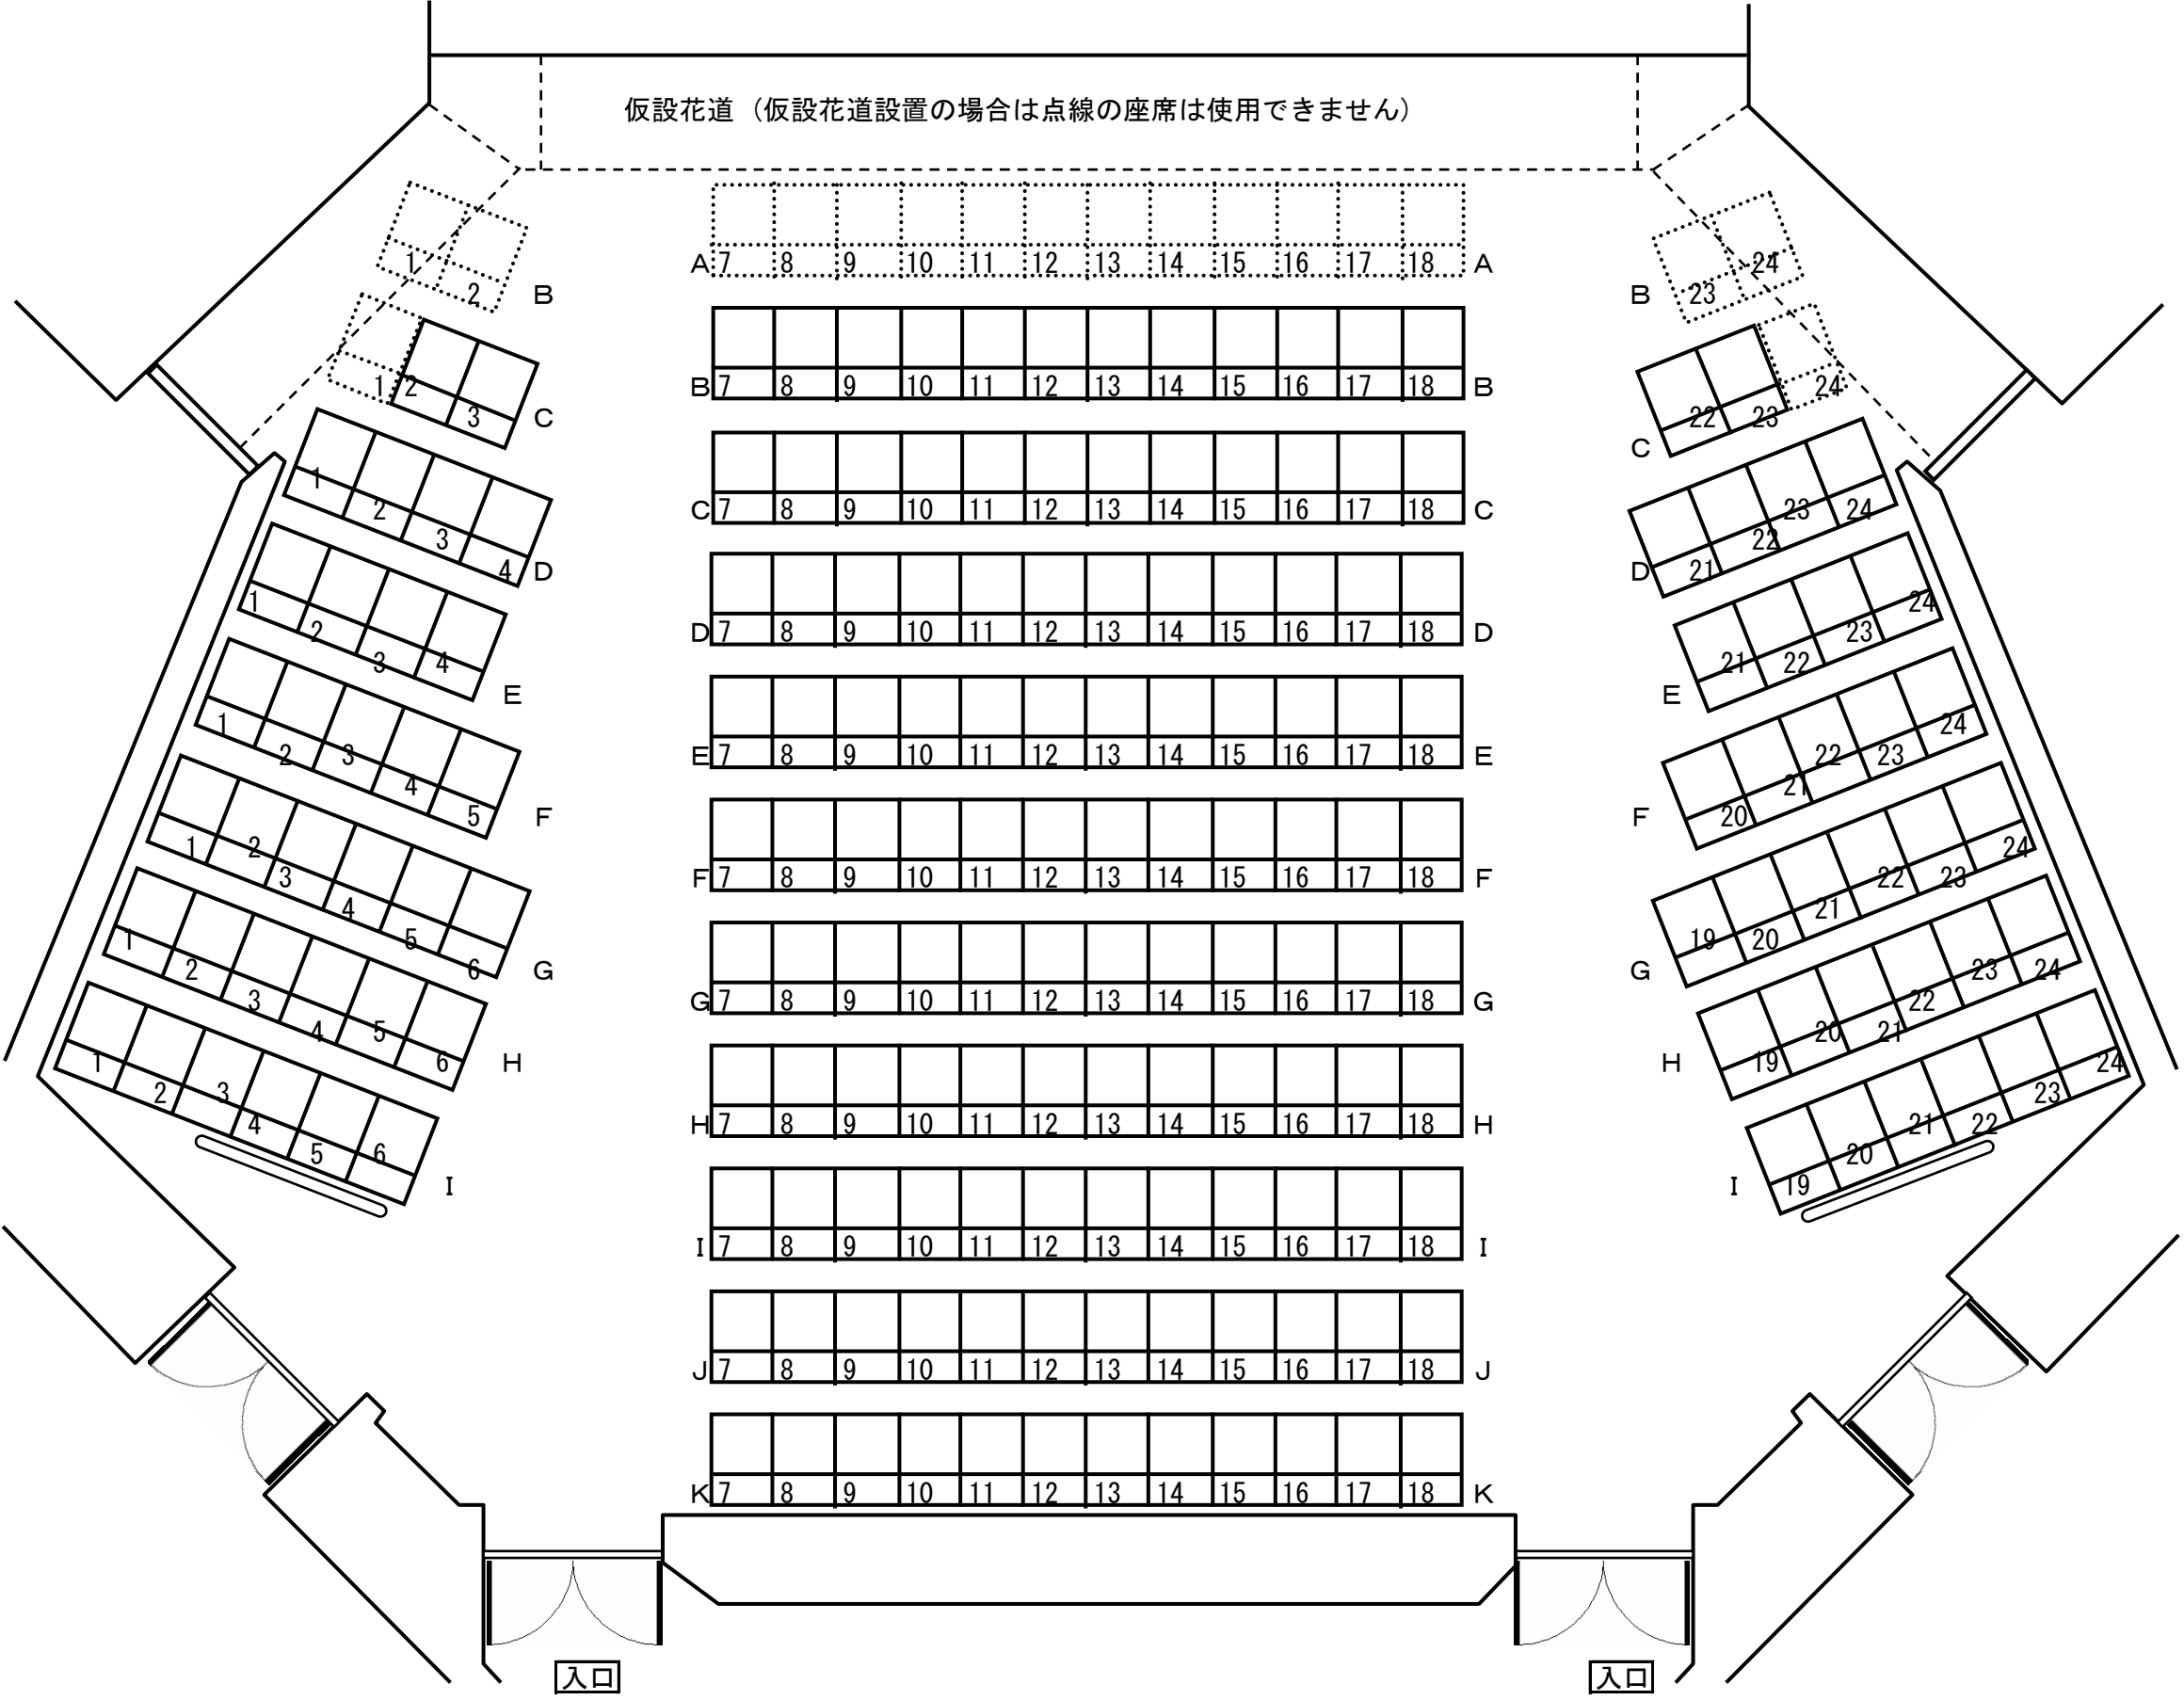 仮設花道（仮設花道設置の場合は点線の座席は使用できません）
A 7 8 9 10 11 12 13 14 15 16 17 18 A
1 2 B
B 23 24
B 7 8 9 10 11 12 13 14 15 16 17 18 B
1 2 3 C
C 22 23 24
C 7 8 9 10 11 12 13 14 15 16 17 18 C
1 2 3 4 D
D 21 22 23 24
D 7 8 9 10 11 12 13 14 15 16 17 18 D
1 2 3 4 E
E 21 22 23 24
E 7 8 9 10 11 12 13 14 15 16 17 18 E
1 2 3 4 5 F
F 20 21 22 23 24
F 7 8 9 10 11 12 13 14 15 16 17 18 F
1 2 3 4 5 6 G
G 19 20 21 22 23 24
G 7 8 9 10 11 12 13 14 15 16 17 18 G
1 2 3 4 5 6 H
H 19 20 21 22 23 24
H 7 8 9 10 11 12 13 14 15 16 17 18 H
1 2 3 4 5 6 I
I 19 20 21 22 23 24
I 7 8 9 10 11 12 13 14 15 16 17 18 I
J 7 8 9 10 11 12 13 14 15 16 17 18 J
K 7 8 9 10 11 12 13 14 15 16 17 18 K
入口
入口